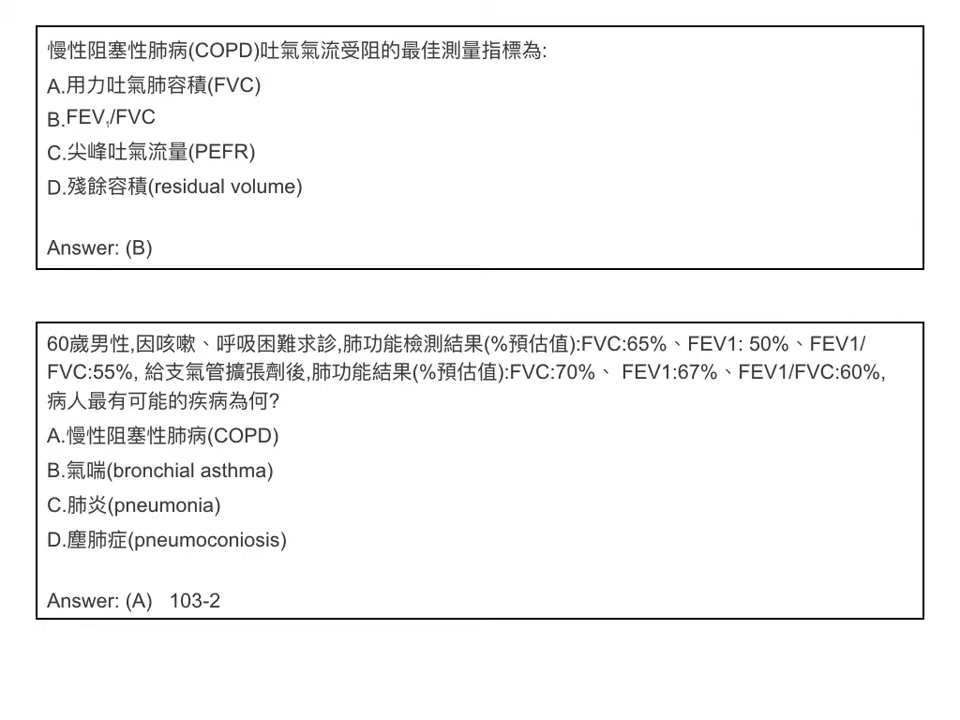 慢性阻塞性肺病(COPD)吐氣氣流受阻的最佳測量指標為:
A.用力吐氣肺容積(FVC)
B.FEV₁/FVC
C.尖峰吐氣流量(PEFR)
D.殘餘容積(residual volume)
Answer: (B)
60歲男性,因咳嗽、呼吸困難求診,肺功能檢測結果(%預估值):FVC:65%、FEV1: 50%、FEV1/
FVC:55%, 給支氣管擴張劑後,肺功能結果(%預估值):FVC:70%、 FEV1:67%、FEV1/FVC:60%,
病人最有可能的疾病為何?
A.慢性阻塞性肺病(COPD)
B.氣喘(bronchial asthma)
C.肺炎(pneumonia)
D.塵肺症(pneumoconiosis)
Answer: (A) 103-2